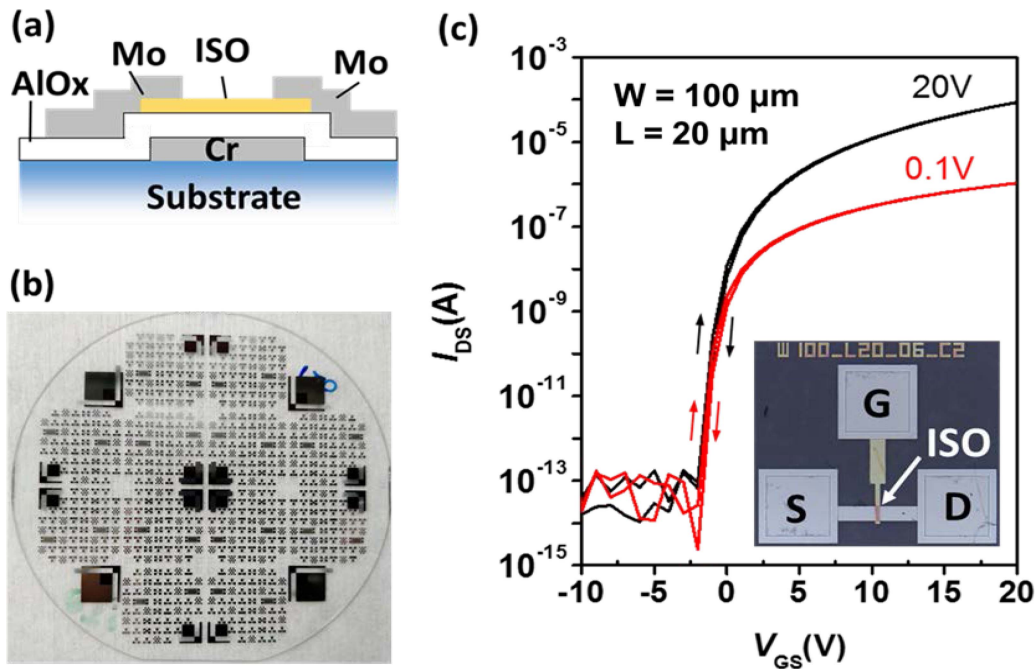 (a)
Mo
ISO
Mo
AlOx
Cr
Substrate
(b)
(c)
10⁻³
10⁻⁵
10⁻⁷
10⁻⁹
10⁻¹¹
10⁻¹³
10⁻¹⁵
I_DS(A)
W = 100 µm
L = 20 µm
20V
0.1V
W100_L20_06_C2
G
ISO
S
D
-10
-5
0
5
10
15
20
V_GS(V)